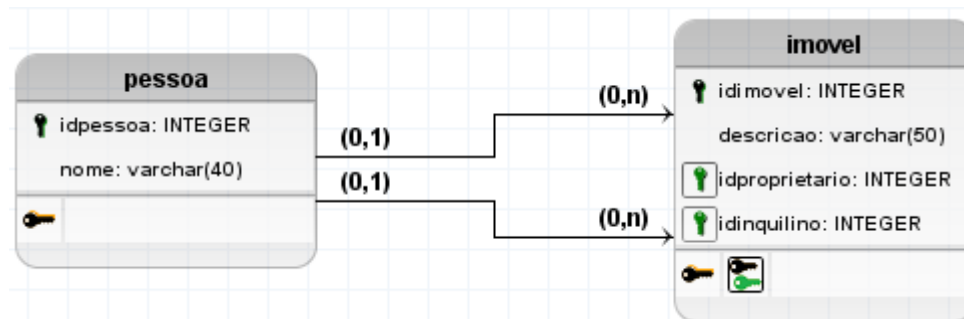 pessoa
idpessoa: INTEGER
nome: varchar(40)
(0,1)
(0,1)
(0,n)
(0,n)
imovel
idimovel: INTEGER
descricao: varchar(50)
idproprietario: INTEGER
idinquilino: INTEGER